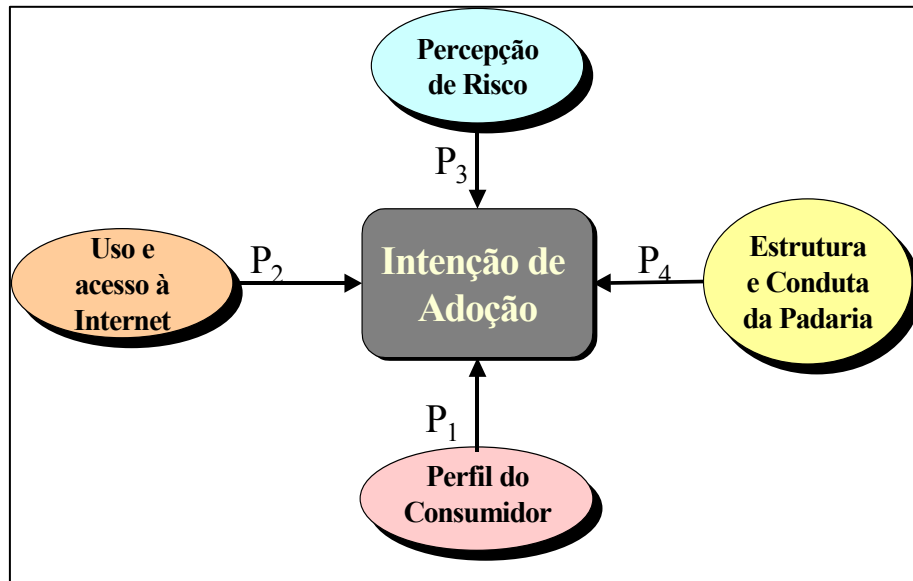 Percepção
de Risco
P₃
Uso e
acesso à
Internet
P₂
Intenção de
Adoção
P₄
Estrutura
e Conduta
da Padaria
P₁
Perfil do
Consumidor